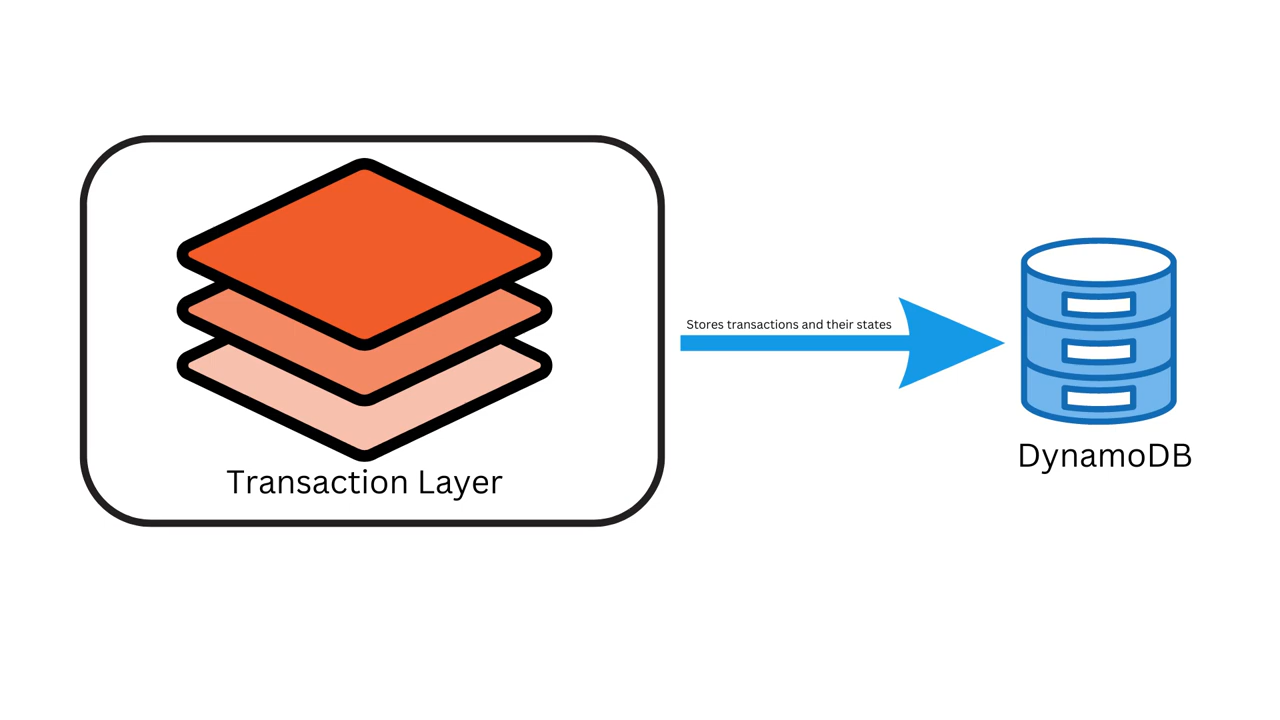 Stores transactions and their states
DynamoDB
Transaction Layer